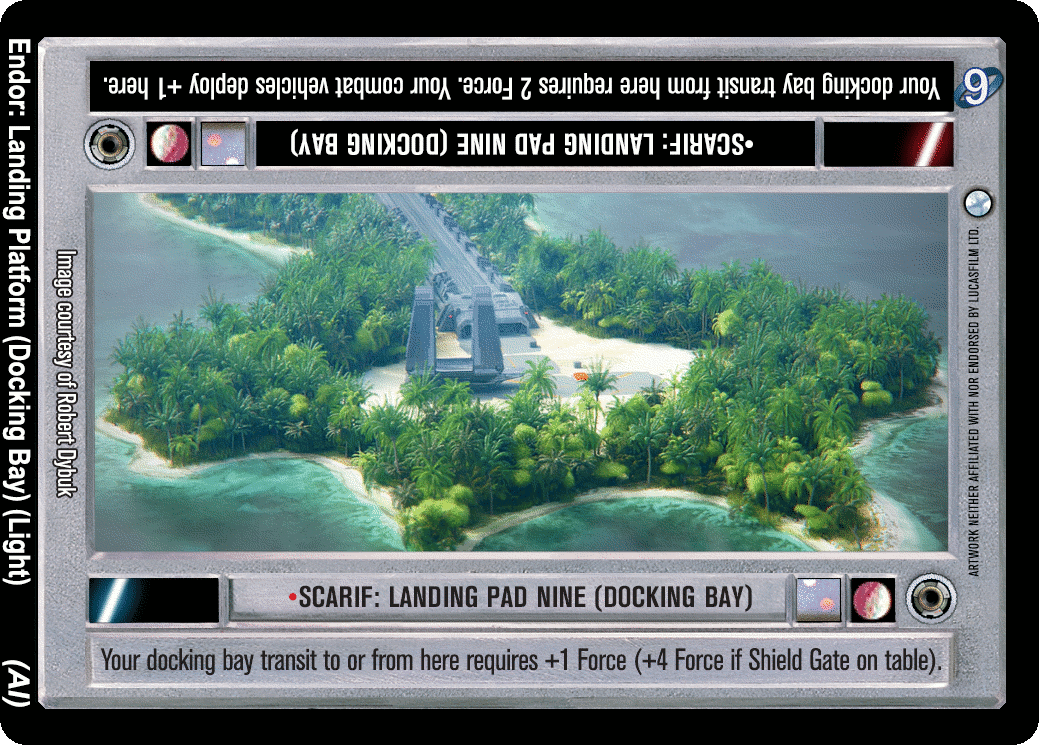 Your docking bay transit from here requires 2 Force. Your combat vehicles deploy +1 here.
•SCARIF: LANDING PAD NINE (DOCKING BAY)
9
•SCARIF: LANDING PAD NINE (DOCKING BAY)
Your docking bay transit to or from here requires +1 Force (+4 Force if Shield Gate on table).
Endor: Landing Platform (Docking Bay) (Light) (AI)
Image courtesy of Robert Dybuk
ARTWORK NEITHER AFFILIATED WITH NOR ENDORSED BY LUCASFILM LTD.